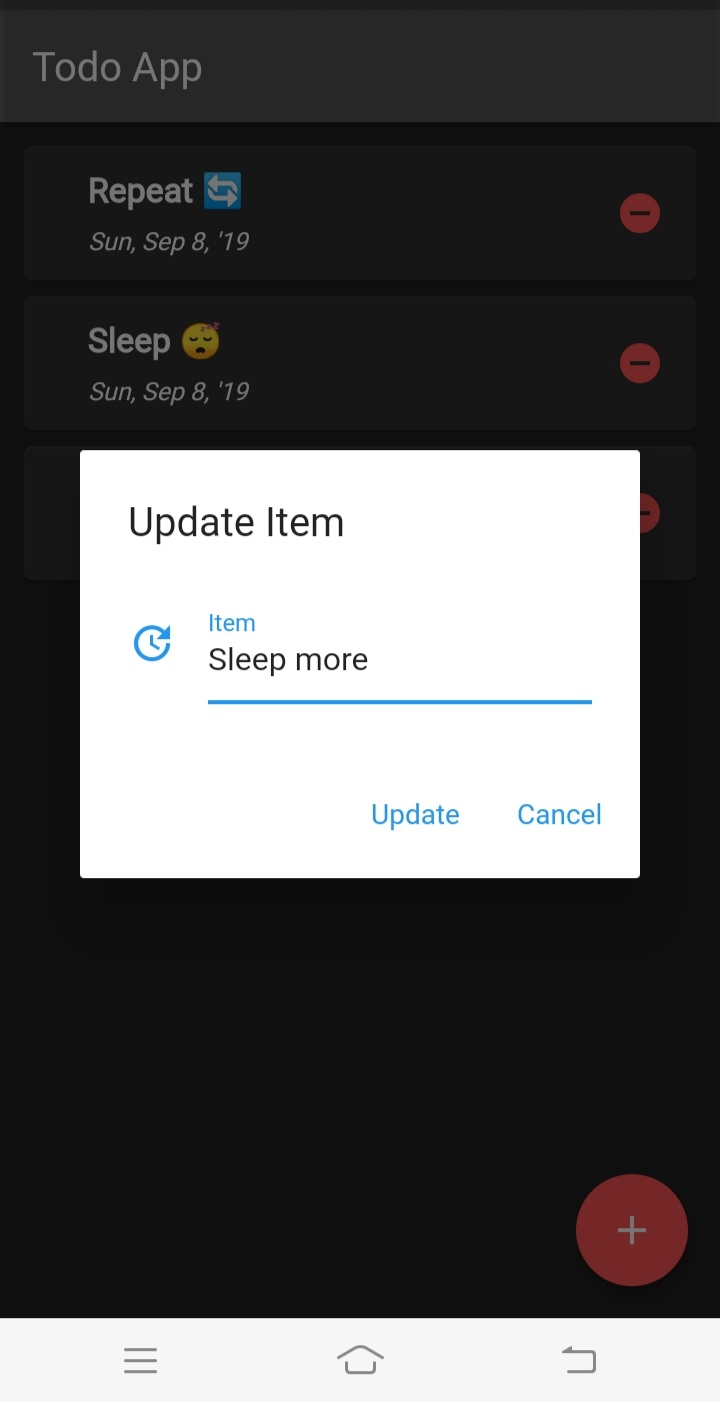 Todo App
Repeat 🔄
Sun, Sep 8, '19
Sleep 😴
Sun, Sep 8, '19
Update Item
Item
Sleep more
Update Cancel